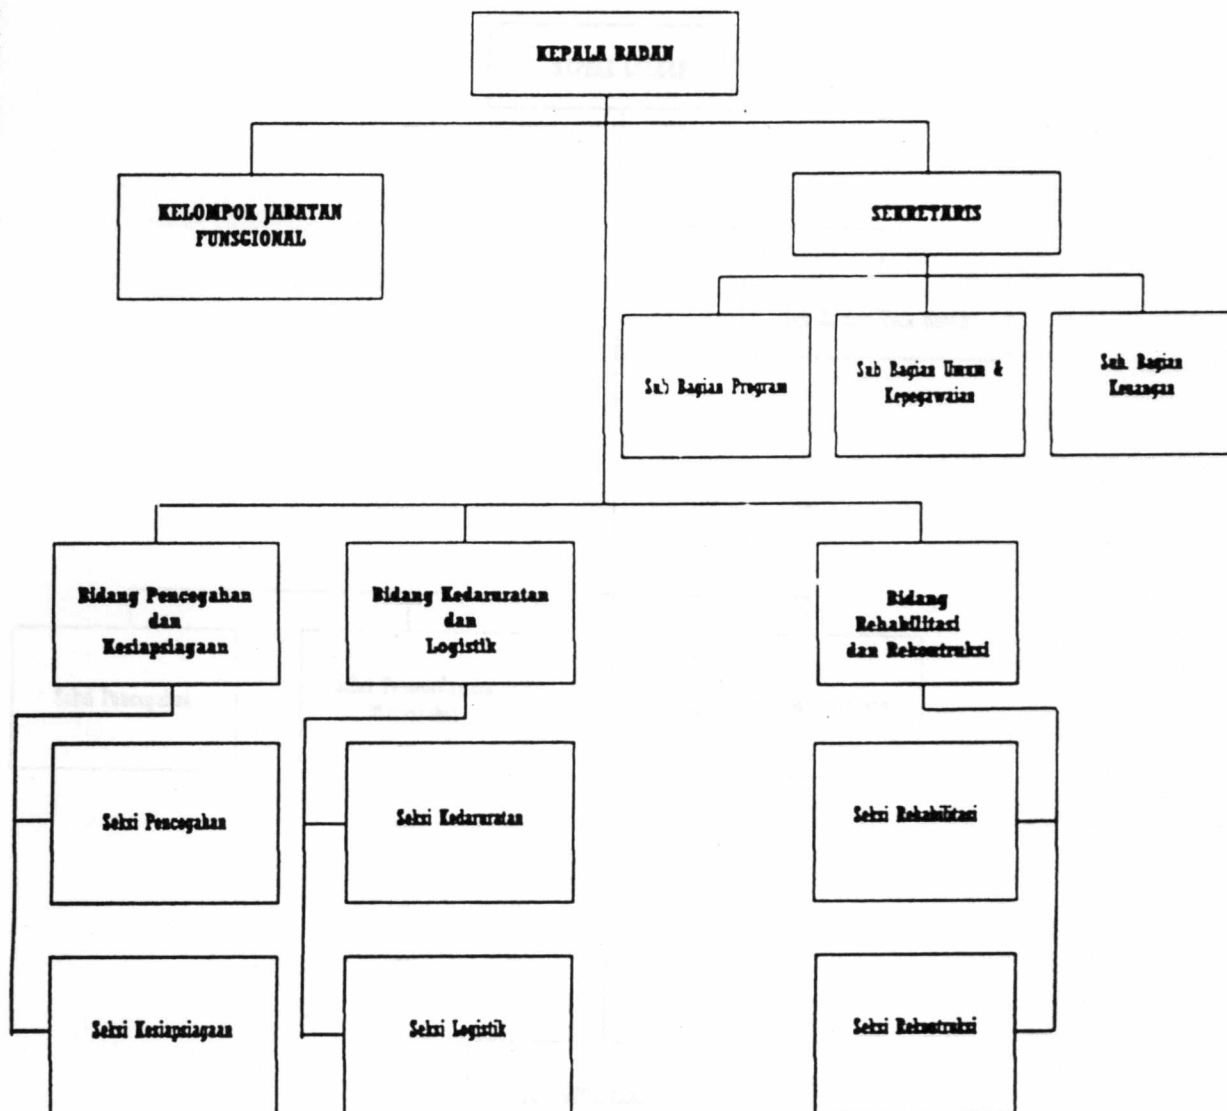 KEPALA BADAN
KELOMPOK JABATAN
FUNSGIONAL
SEKRETARIS
Sub Bagian Program
Sub Bagian Umum &
Kepegawaian
Sub. Bagian
Keuangan
Bidang Pencegahan
dan
Kesiapsiagaan
Bidang Kedaruratan
dan
Logistik
Bidang
Rehabilitasi
dan Rekontruksi
Seksi Pencegahan
Seksi Kedaruratan
Seksi Rehabilitasi
Seksi Kesiapsiagaan
Seksi Logistik
Seksi Rekontruksi